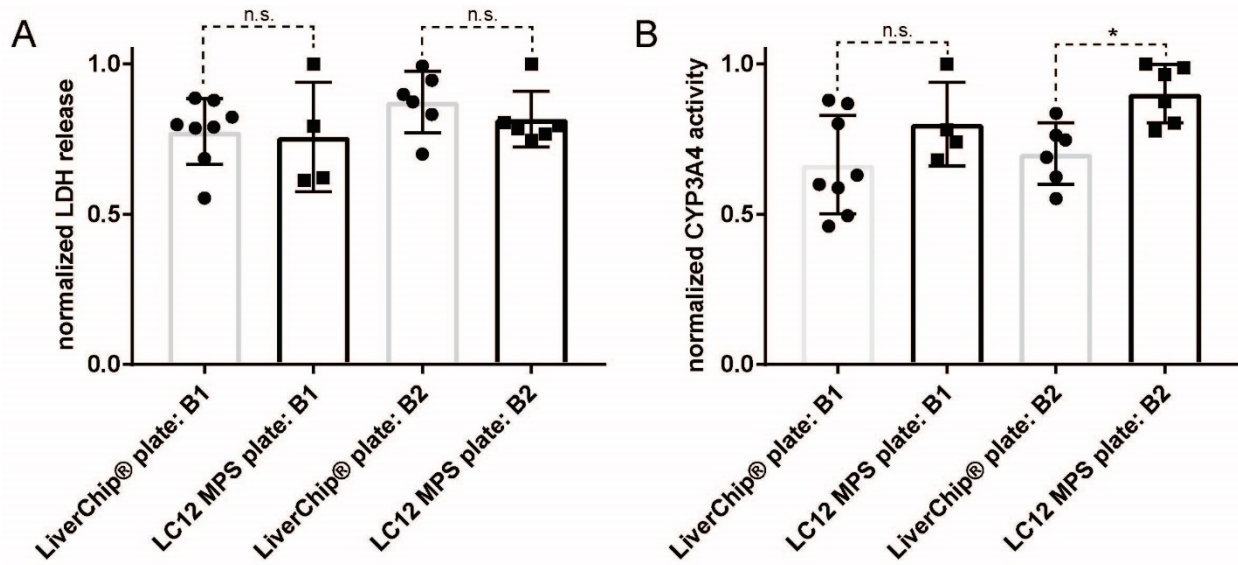 A
n.s.
n.s.
normalized LDH release
1.0
0.5
0.0
LiverChip® plate: B1
LC12 MPS plate: B1
LiverChip® plate: B2
LC12 MPS plate: B2
B
n.s.
*
normalized CYP3A4 activity
1.0
0.5
0.0
LiverChip® plate: B1
LC12 MPS plate: B1
LiverChip® plate: B2
LC12 MPS plate: B2